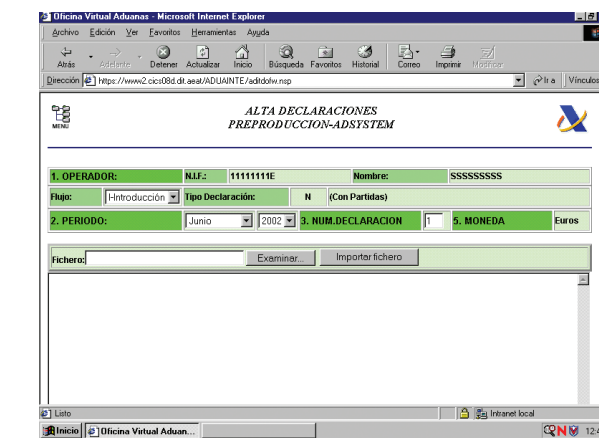 Oficina Virtual Aduanas - Microsoft Internet Explorer
Archivo Edición Ver Favoritos Herramientas Ayuda
Atrás Adelante Detener Actualizar Inicio Búsqueda Favoritos Historial Correo Imprimir Modificar
Dirección https://www2.cics08d.dit.aeat/ADUAINTE/aditdofw.nsp Ir a Vínculos
ALTA DECLARACIONES
MENU PREPRODUCCION-ADSYSTEM
1. OPERADOR: N.I.F.: 11111111E Nombre: SSSSSSSSS
Flujo: I-Introducción Tipo Declaración: N (Con Partidas)
2. PERIODO: Junio 2002 3. NUM.DECLARACION 1 5. MONEDA Euros
Fichero: Examinar... Importar fichero
Listo Intranet local
Inicio Oficina Virtual Aduan... 12:4